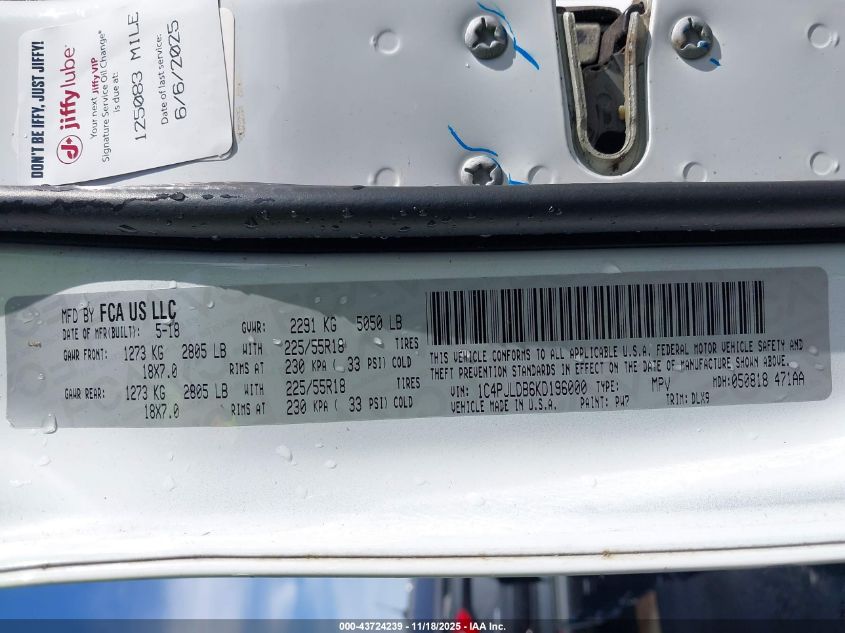 DON'T BE IFFY, JUST JIFFY!
jiffylube
Your next Jiffy VIP
Signature Service Oil Change*
is due at:
125083 MILE
Date of last service:
6/6/2025
MFD BY FCA US LLC
DATE OF MFR(BUILT): 5-18 GVWR: 2291 KG 5050 LB
GAWR FRONT: 1273 KG 2805 LB WITH 225/55R18 TIRES
18X7.0 RIMS AT 230 KPA ( 33 PSI) COLD
GAWR REAR: 1273 KG 2805 LB WITH 225/55R18 TIRES
18X7.0 RIMS AT 230 KPA ( 33 PSI) COLD
THIS VEHICLE CONFORMS TO ALL APPLICABLE U.S.A. FEDERAL MOTOR VEHICLE SAFETY, AND
THEFT PREVENTION STANDARDS IN EFFECT ON THE DATE OF MANUFACTURE SHOWN ABOVE.
VIN: 1C4PJLDB6KD196000 TYPE: MPV MDH:050818 471AA
VEHICLE MADE IN U.S.A. PAINT: PW7 TRIM: DLX9
000-43724239 - 11/18/2025 - IAA Inc.